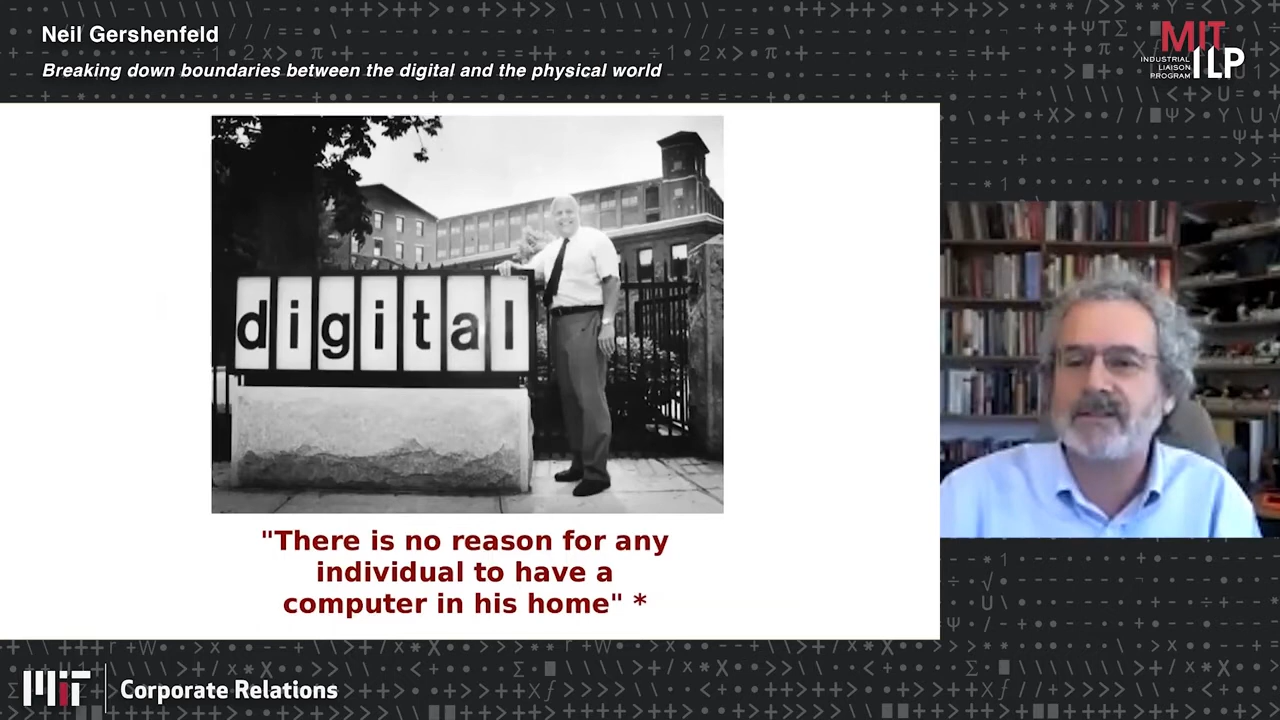 Neil Gershenfeld
Breaking down boundaries between the digital and the physical world
MIT
INDUSTRIAL
LIAISON
PROGRAM
ILP
digital
"There is no reason for any
individual to have a
computer in his home" *
MIT
Corporate Relations